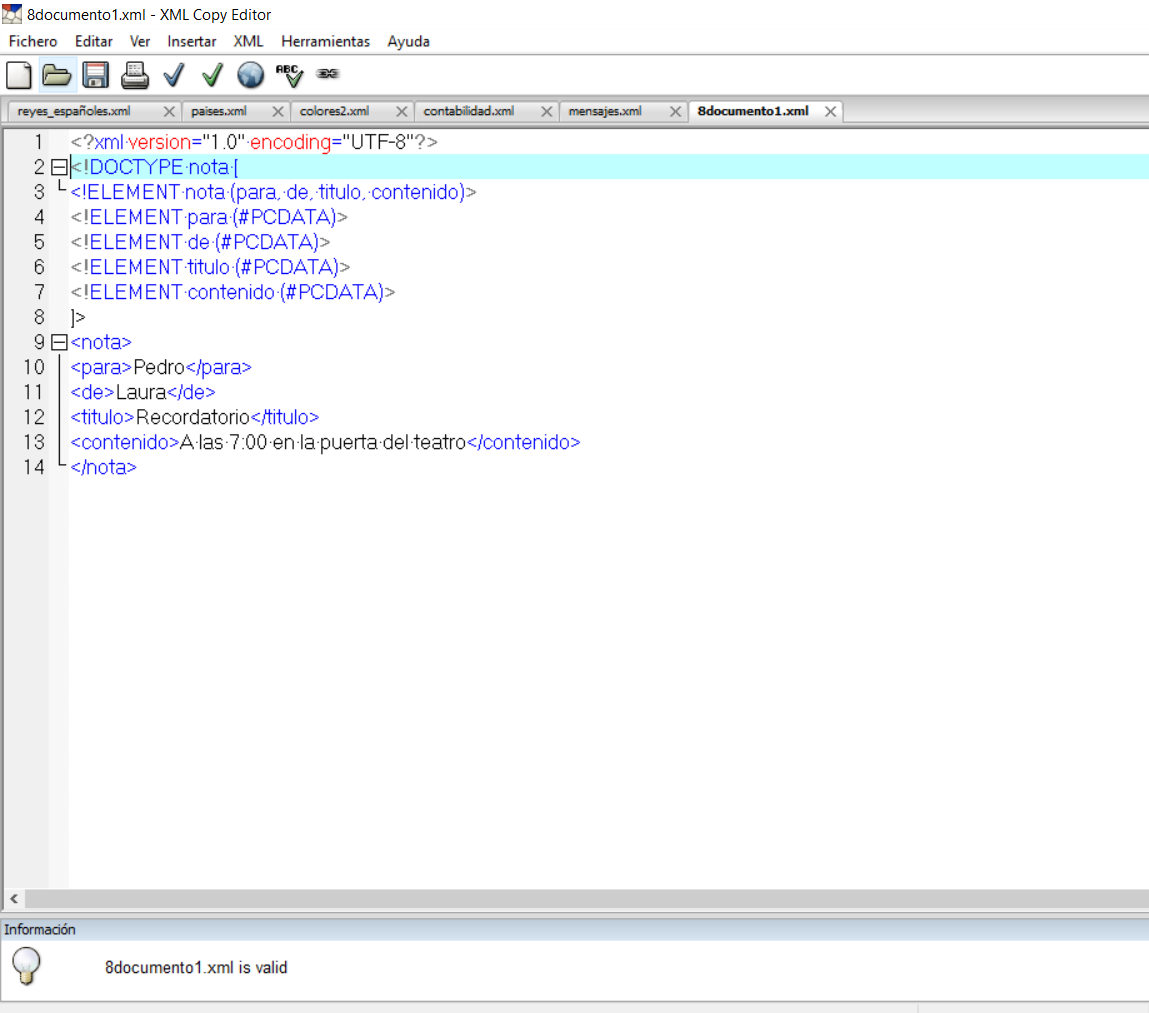 8documento1.xml - XML Copy Editor
Fichero Editar Ver Insertar XML Herramientas Ayuda
ABC
reyes_españoles.xml paises.xml colores2.xml contabilidad.xml mensajes.xml 8documento1.xml
1 <?xml version="1.0" encoding="UTF-8"?>
2 <!DOCTYPE nota [
3 <!ELEMENT nota (para, de, titulo, contenido)>
4 <!ELEMENT para (#PCDATA)>
5 <!ELEMENT de (#PCDATA)>
6 <!ELEMENT titulo (#PCDATA)>
7 <!ELEMENT contenido (#PCDATA)>
8 ]>
9 <nota>
10 <para>Pedro</para>
11 <de>Laura</de>
12 <titulo>Recordatorio</titulo>
13 <contenido>A las 7:00 en la puerta del teatro</contenido>
14 </nota>
Información
8documento1.xml is valid